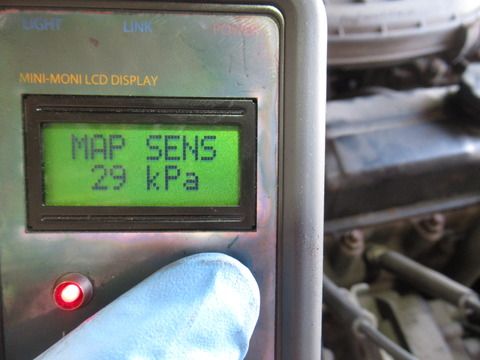 LIGHT LINK POWER
MINI-MONI LCD DISPLAY
MAP SENS
29 kPa